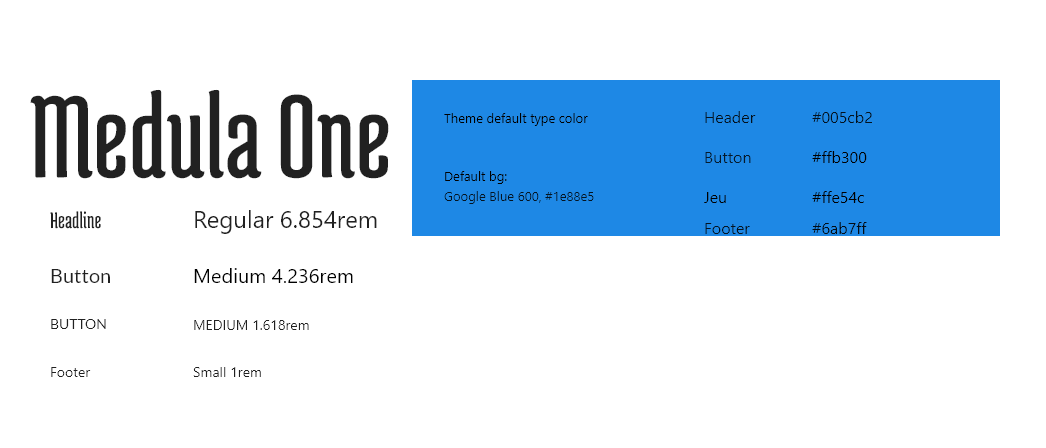 Medula One
Headline Regular 6.854rem
Button Medium 4.236rem
BUTTON MEDIUM 1.618rem
Footer Small 1rem
Theme default type color
Default bg:
Google Blue 600, #1e88e5
Header #005cb2
Button #ffb300
Jeu #ffe54c
Footer #6ab7ff